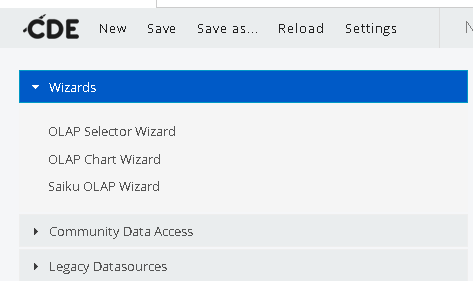 CDE New Save Save as... Reload Settings
Wizards
OLAP Selector Wizard
OLAP Chart Wizard
Saiku OLAP Wizard
Community Data Access
Legacy Datasources